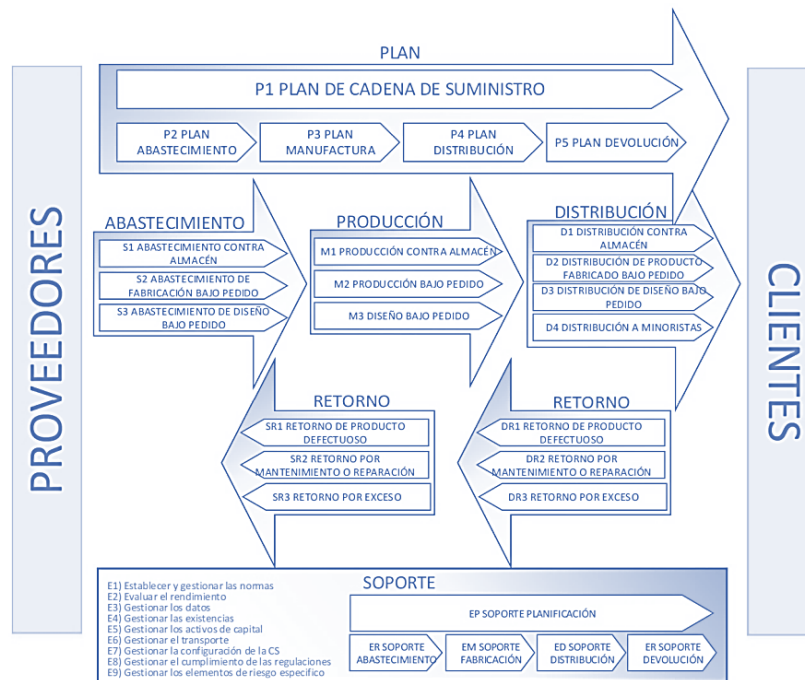 PLAN
P1 PLAN DE CADENA DE SUMINISTRO
P2 PLAN
ABASTECIMIENTO
P3 PLAN
MANUFACTURA
P4 PLAN
DISTRIBUCIÓN
P5 PLAN DEVOLUCIÓN
PROVEEDORES
ABASTECIMIENTO
S1 ABASTECIMIENTO CONTRA
ALMACÉN
S2 ABASTECIMIENTO DE
FABRICACIÓN BAJO PEDIDO
S3 ABASTECIMIENTO DE DISEÑO
BAJO PEDIDO
PRODUCCIÓN
M1 PRODUCCIÓN CONTRA ALMACÉN
M2 PRODUCCIÓN BAJO PEDIDO
M3 DISEÑO BAJO PEDIDO
DISTRIBUCIÓN
D1 DISTRIBUCIÓN CONTRA
ALMACÉN
D2 DISTRIBUCIÓN DE PRODUCTO
FABRICADO BAJO PEDIDO
D3 DISTRIBUCIÓN DE DISEÑO BAJO
PEDIDO
D4 DISTRIBUCIÓN A MINORISTAS
CLIENTES
RETORNO
SR1 RETORNO DE PRODUCTO
DEFECTUOSO
SR2 RETORNO POR
MANTENIMIENTO O REPARACIÓN
SR3 RETORNO POR EXCESO
RETORNO
DR1 RETORNO DE PRODUCTO
DEFECTUOSO
DR2 RETORNO POR
MANTENIMIENTO O REPARACIÓN
DR3 RETORNO POR EXCESO
SOPORTE
E1) Establecer y gestionar las normas
E2) Evaluar el rendimiento
E3) Gestionar los datos
E4) Gestionar las existencias
E5) Gestionar los activos de capital
E6) Gestionar el transporte
E7) Gestionar la configuración de la CS
E8) Gestionar el cumplimiento de las regulaciones
E9) Gestionar los elementos de riesgo especifico
EP SOPORTE PLANIFICACIÓN
ER SOPORTE
ABASTECIMIENTO
EM SOPORTE
FABRICACIÓN
ED SOPORTE
DISTRIBUCIÓN
ER SOPORTE
DEVOLUCIÓN